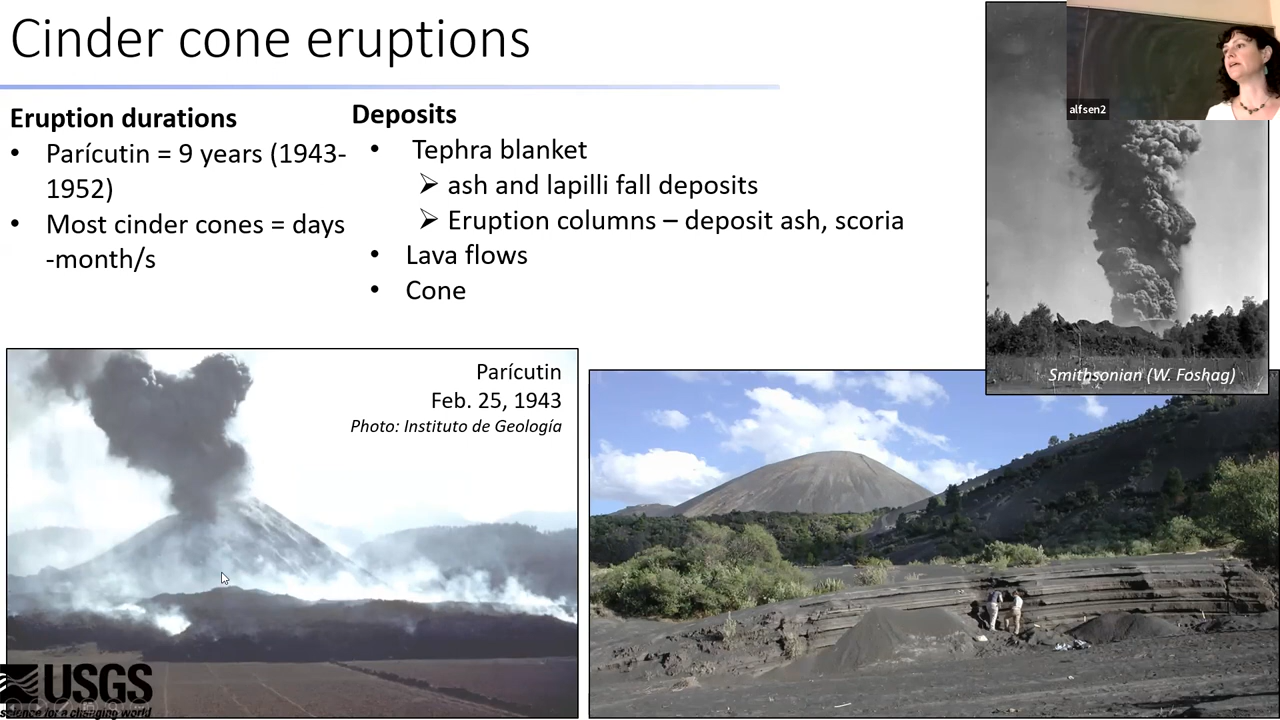 Cinder cone eruptions
Eruption durations
• Parícutin = 9 years (1943-
1952)
• Most cinder cones = days
-month/s
Deposits
• Tephra blanket
➢ ash and lapilli fall deposits
➢ Eruption columns – deposit ash, scoria
• Lava flows
• Cone
alfsen2
Smithsonian (W. Foshag)
Parícutin
Feb. 25, 1943
Photo: Instituto de Geología
USGS
science for a changing world